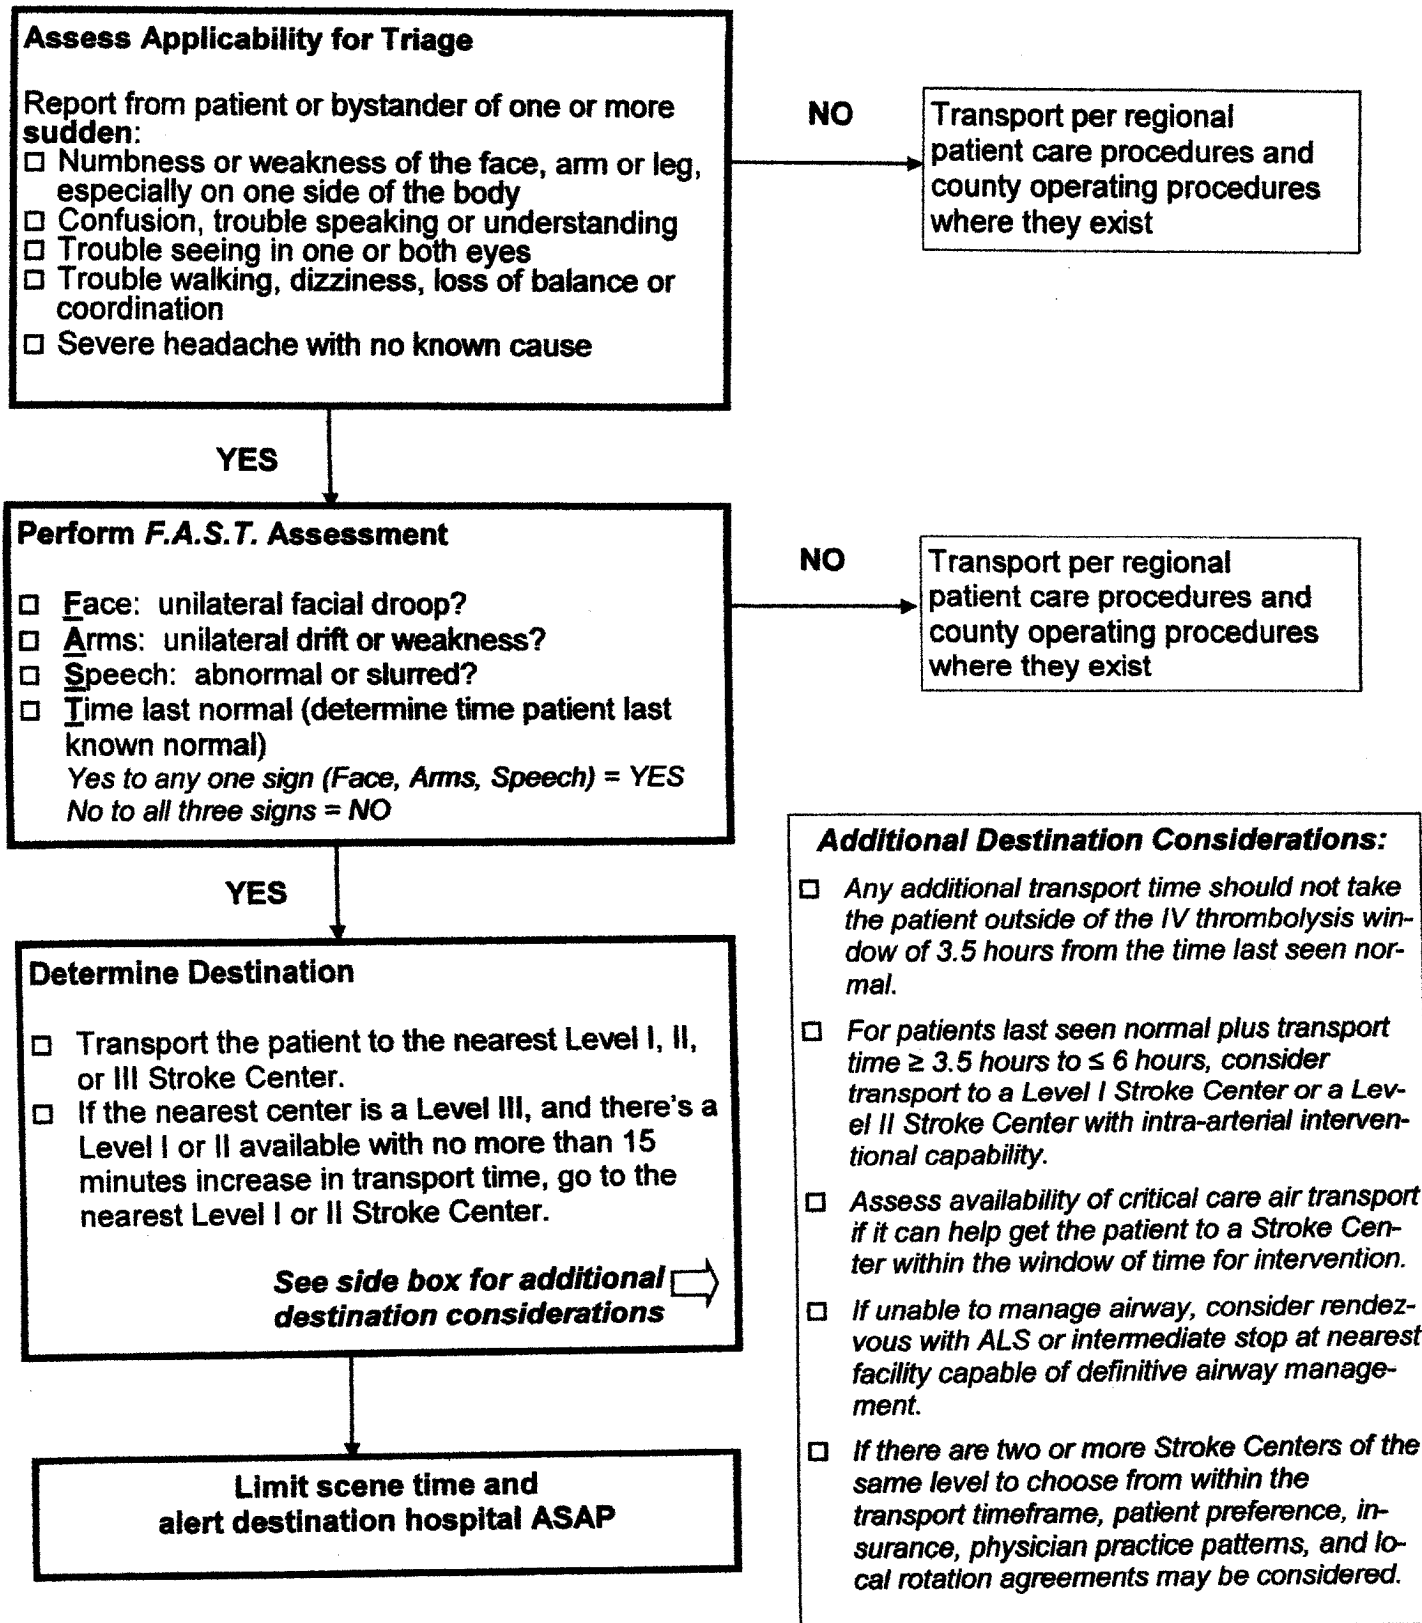 Assess Applicability for Triage
Report from patient or bystander of one or more
sudden:
□ Numbness or weakness of the face, arm or leg,
especially on one side of the body
□ Confusion, trouble speaking or understanding
□ Trouble seeing in one or both eyes
□ Trouble walking, dizziness, loss of balance or
coordination
□ Severe headache with no known cause
NO
Transport per regional
patient care procedures and
county operating procedures
where they exist
YES
Perform F.A.S.T. Assessment
□ Face: unilateral facial droop?
□ Arms: unilateral drift or weakness?
□ Speech: abnormal or slurred?
□ Time last normal (determine time patient last
known normal)
Yes to any one sign (Face, Arms, Speech) = YES
No to all three signs = NO
NO
Transport per regional
patient care procedures and
county operating procedures
where they exist
YES
Determine Destination
□ Transport the patient to the nearest Level I, II,
or III Stroke Center.
□ If the nearest center is a Level III, and there's a
Level I or II available with no more than 15
minutes increase in transport time, go to the
nearest Level I or II Stroke Center.
See side box for additional
destination considerations
Limit scene time and
alert destination hospital ASAP
Additional Destination Considerations:
□ Any additional transport time should not take
the patient outside of the IV thrombolysis win-
dow of 3.5 hours from the time last seen nor-
mal.
□ For patients last seen normal plus transport
time ≥ 3.5 hours to ≤ 6 hours, consider
transport to a Level I Stroke Center or a Lev-
el II Stroke Center with intra-arterial interven-
tional capability.
□ Assess availability of critical care air transport
if it can help get the patient to a Stroke Cen-
ter within the window of time for intervention.
□ If unable to manage airway, consider rendez-
vous with ALS or intermediate stop at nearest
facility capable of definitive airway manage-
ment.
□ If there are two or more Stroke Centers of the
same level to choose from within the
transport timeframe, patient preference, in-
surance, physician practice patterns, and lo-
cal rotation agreements may be considered.